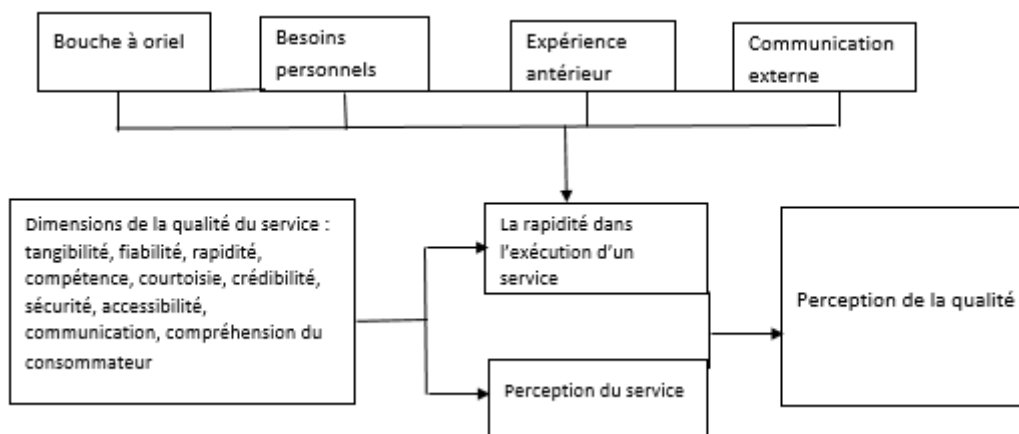 Bouche à oriel
Besoins
personnels
Expérience
antérieur
Communication
externe
Dimensions de la qualité du service :
tangibilité, fiabilité, rapidité,
compétence, courtoisie, crédibilité,
sécurité, accessibilité,
communication, compréhension du
consommateur
La rapidité dans
l’exécution d’un
service
Perception du service
Perception de la qualité